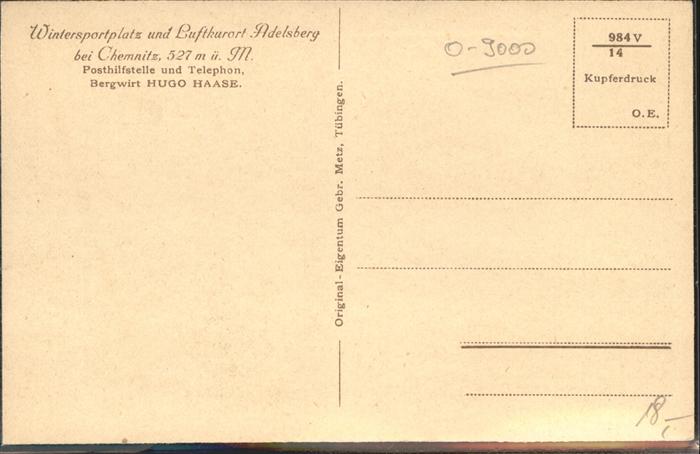 Wintersportplatz und Luftkurort Adelsberg
bei Chemnitz, 527 m ü. M.
Posthilfstelle und Telephon,
Bergwirt HUGO HAASE.
Original-Eigentum Gebr. Metz, Tübingen.
O-9000
984 V
14
Kupferdruck
O. E.
18,-